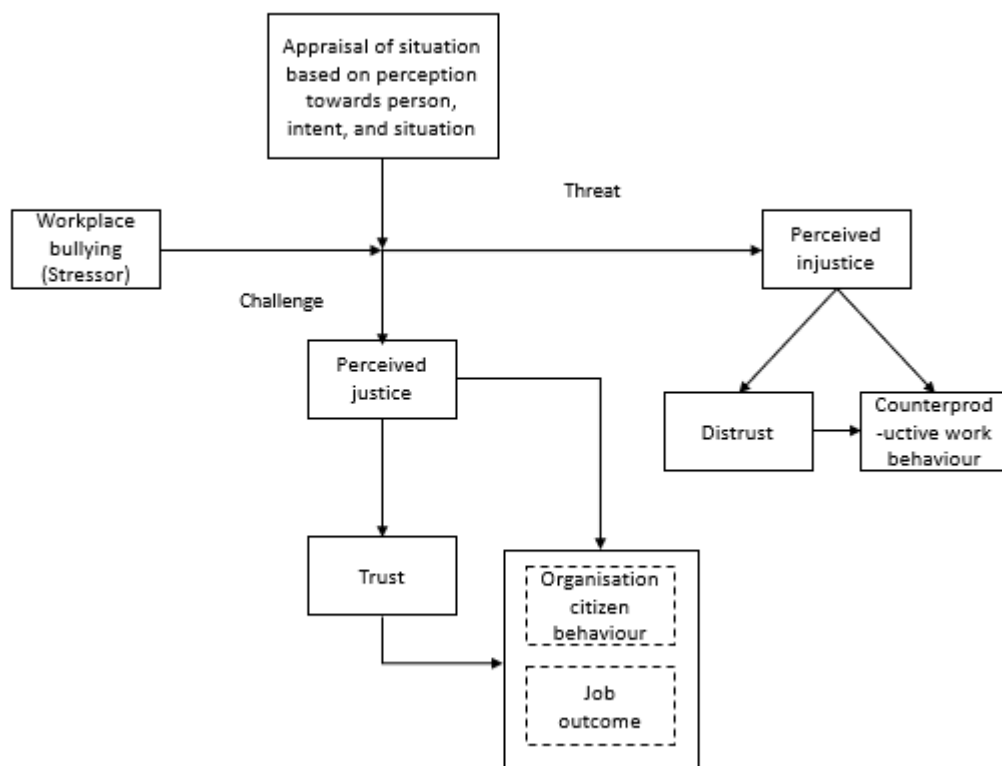 Appraisal of situation
based on perception
towards person,
intent, and situation
Threat
Workplace
bullying
(Stressor)
Perceived
injustice
Challenge
Perceived
justice
Distrust
Counterprod
-uctive work
behaviour
Trust
Organisation
citizen
behaviour
Job
outcome